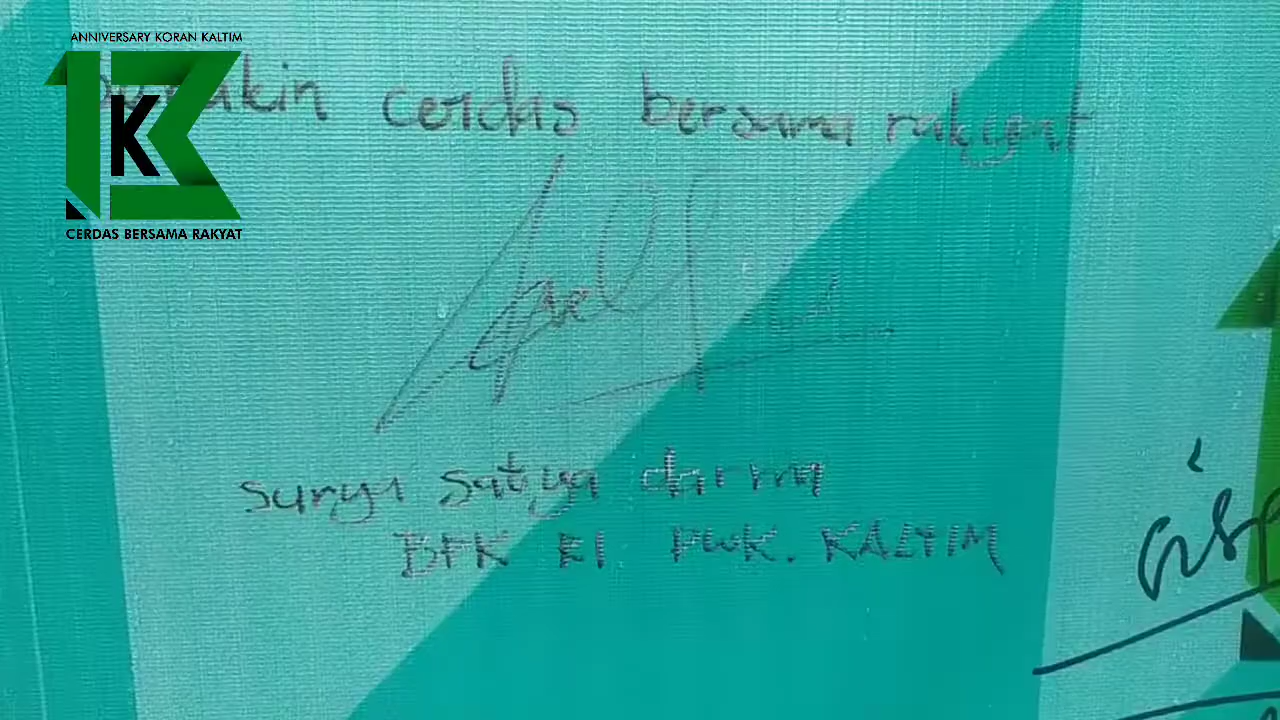 ANNIVERSARY KORAN KALTIM
K
CERDAS BERSAMA RAKYAT
cerdas bersama rakyat
surya satya darma
BPK RI PWK. KALTIM